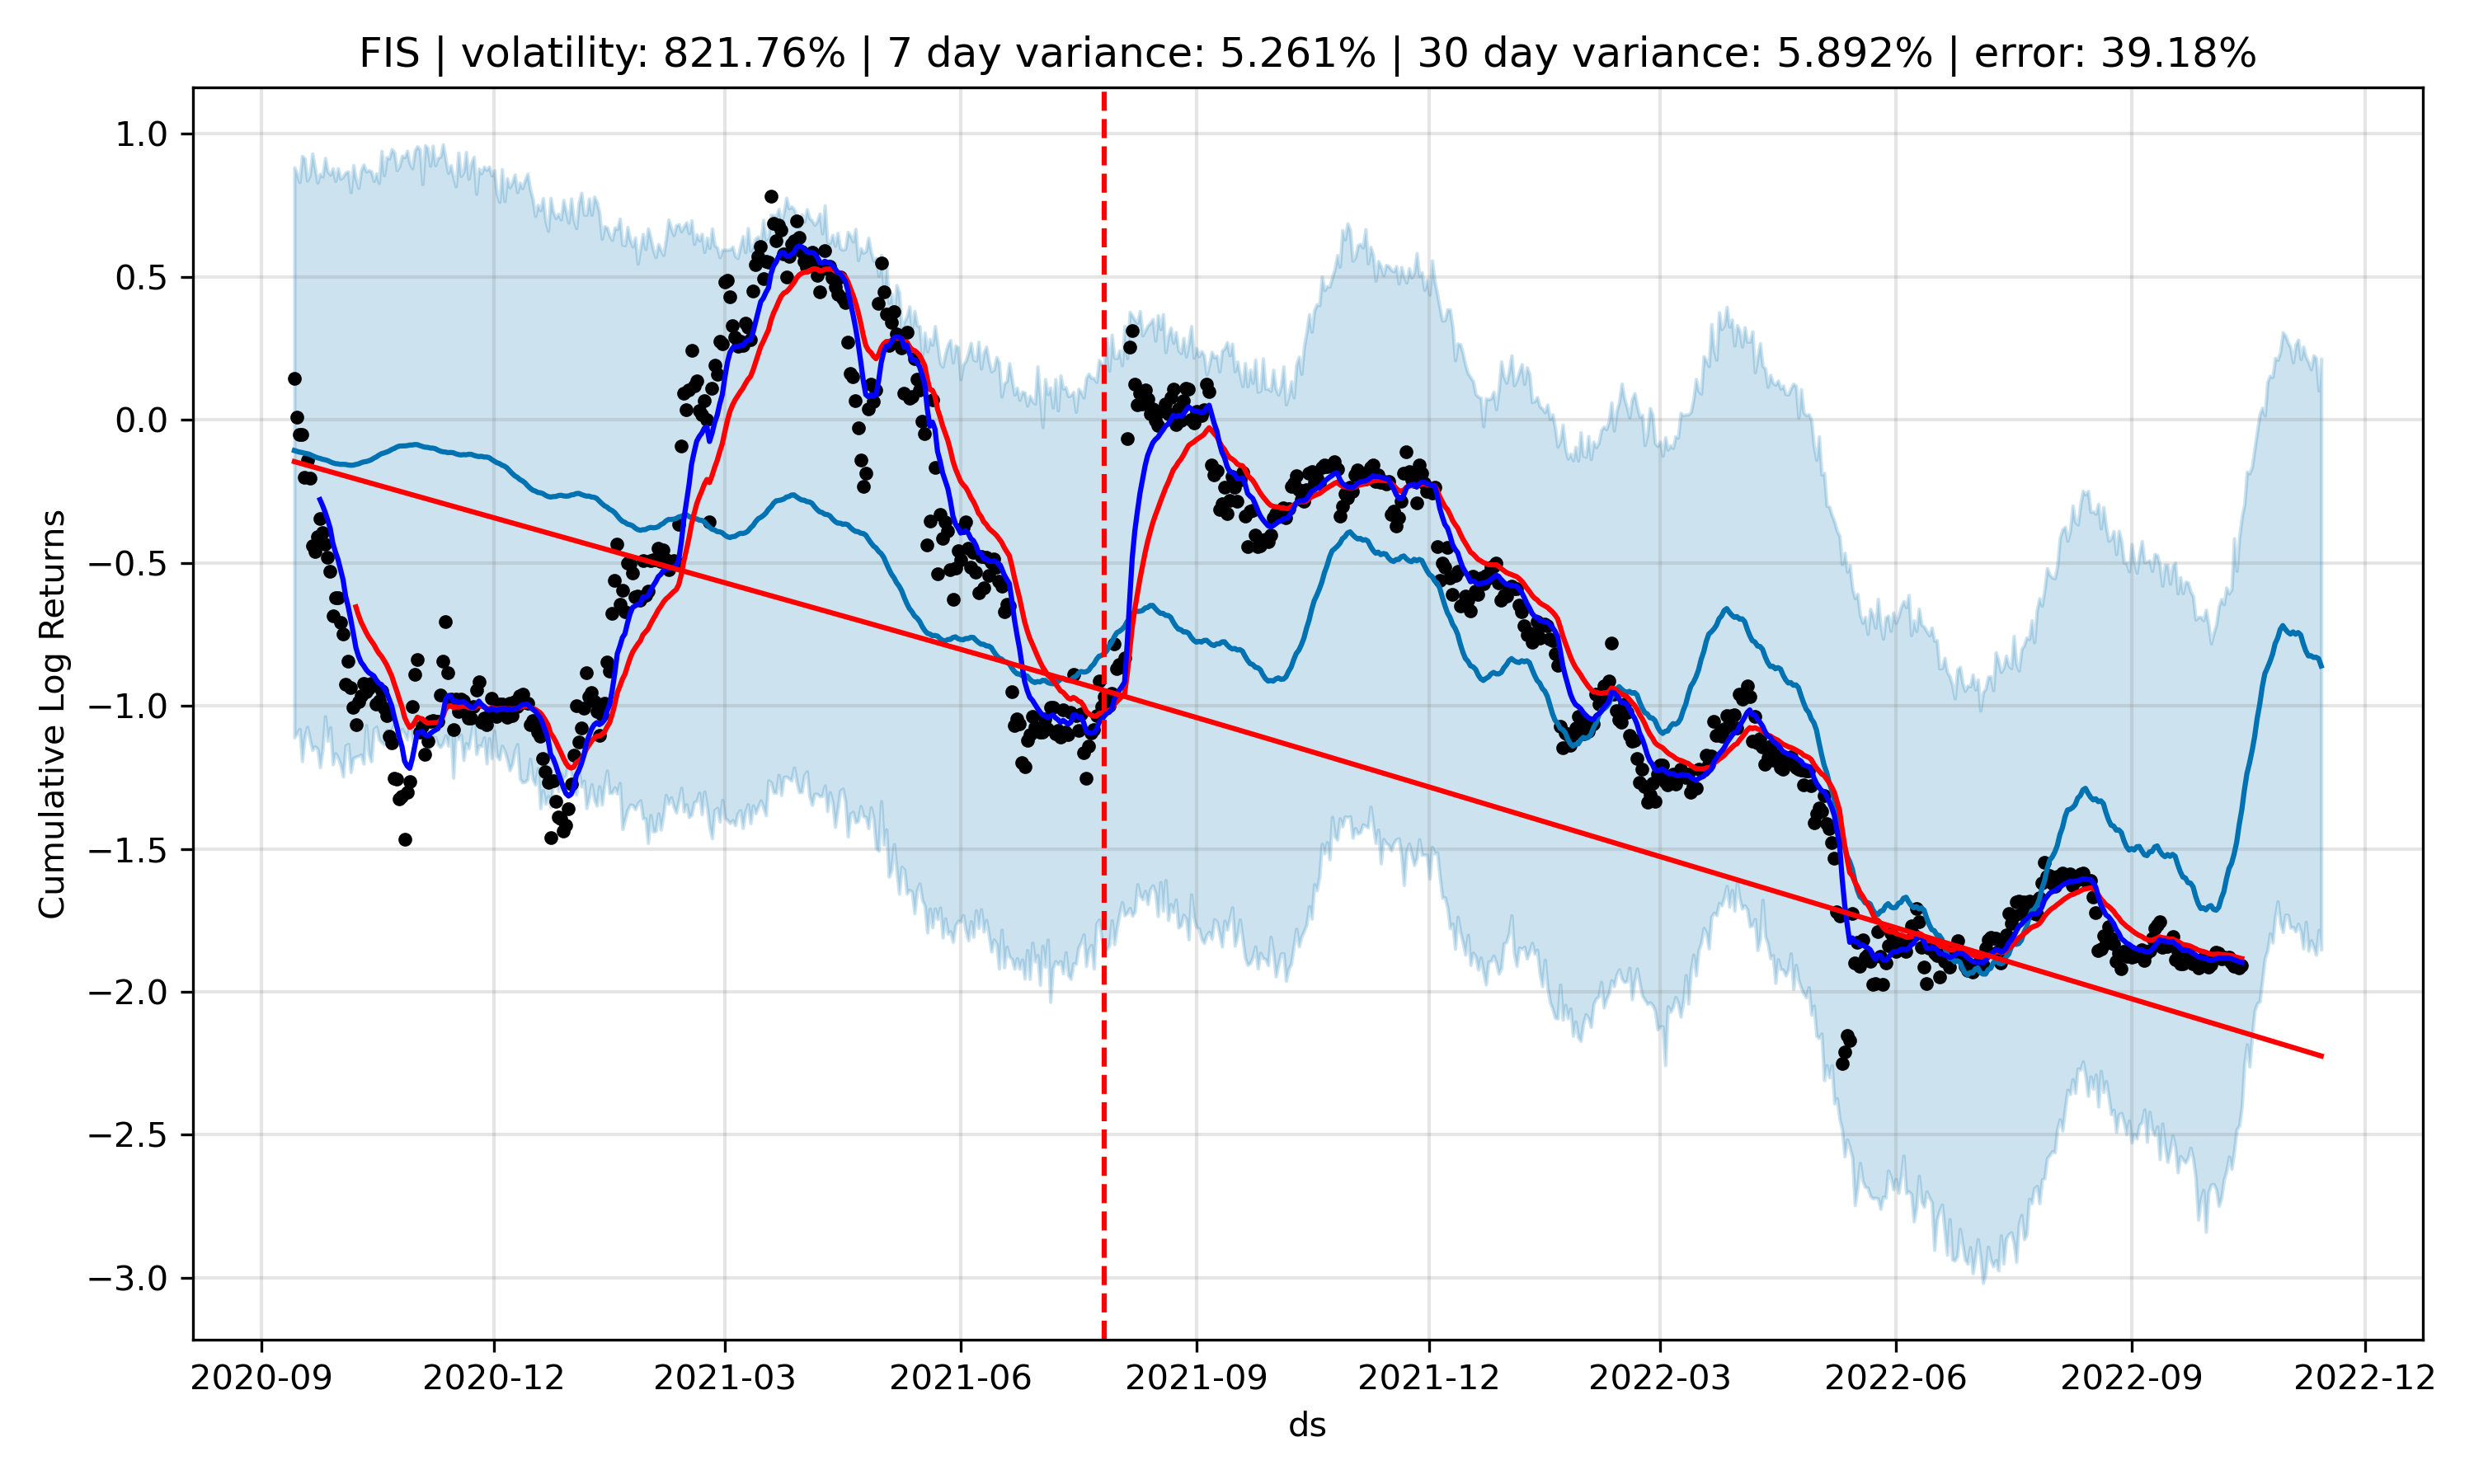 FIS | volatility: 821.76% | 7 day variance: 5.261% | 30 day variance: 5.892% | error: 39.18%
1.0
0.5
0.0
−0.5
−1.0
−1.5
−2.0
−2.5
−3.0
Cumulative Log Returns
2020-09 2020-12 2021-03 2021-06 2021-09 2021-12 2022-03 2022-06 2022-09 2022-12
ds